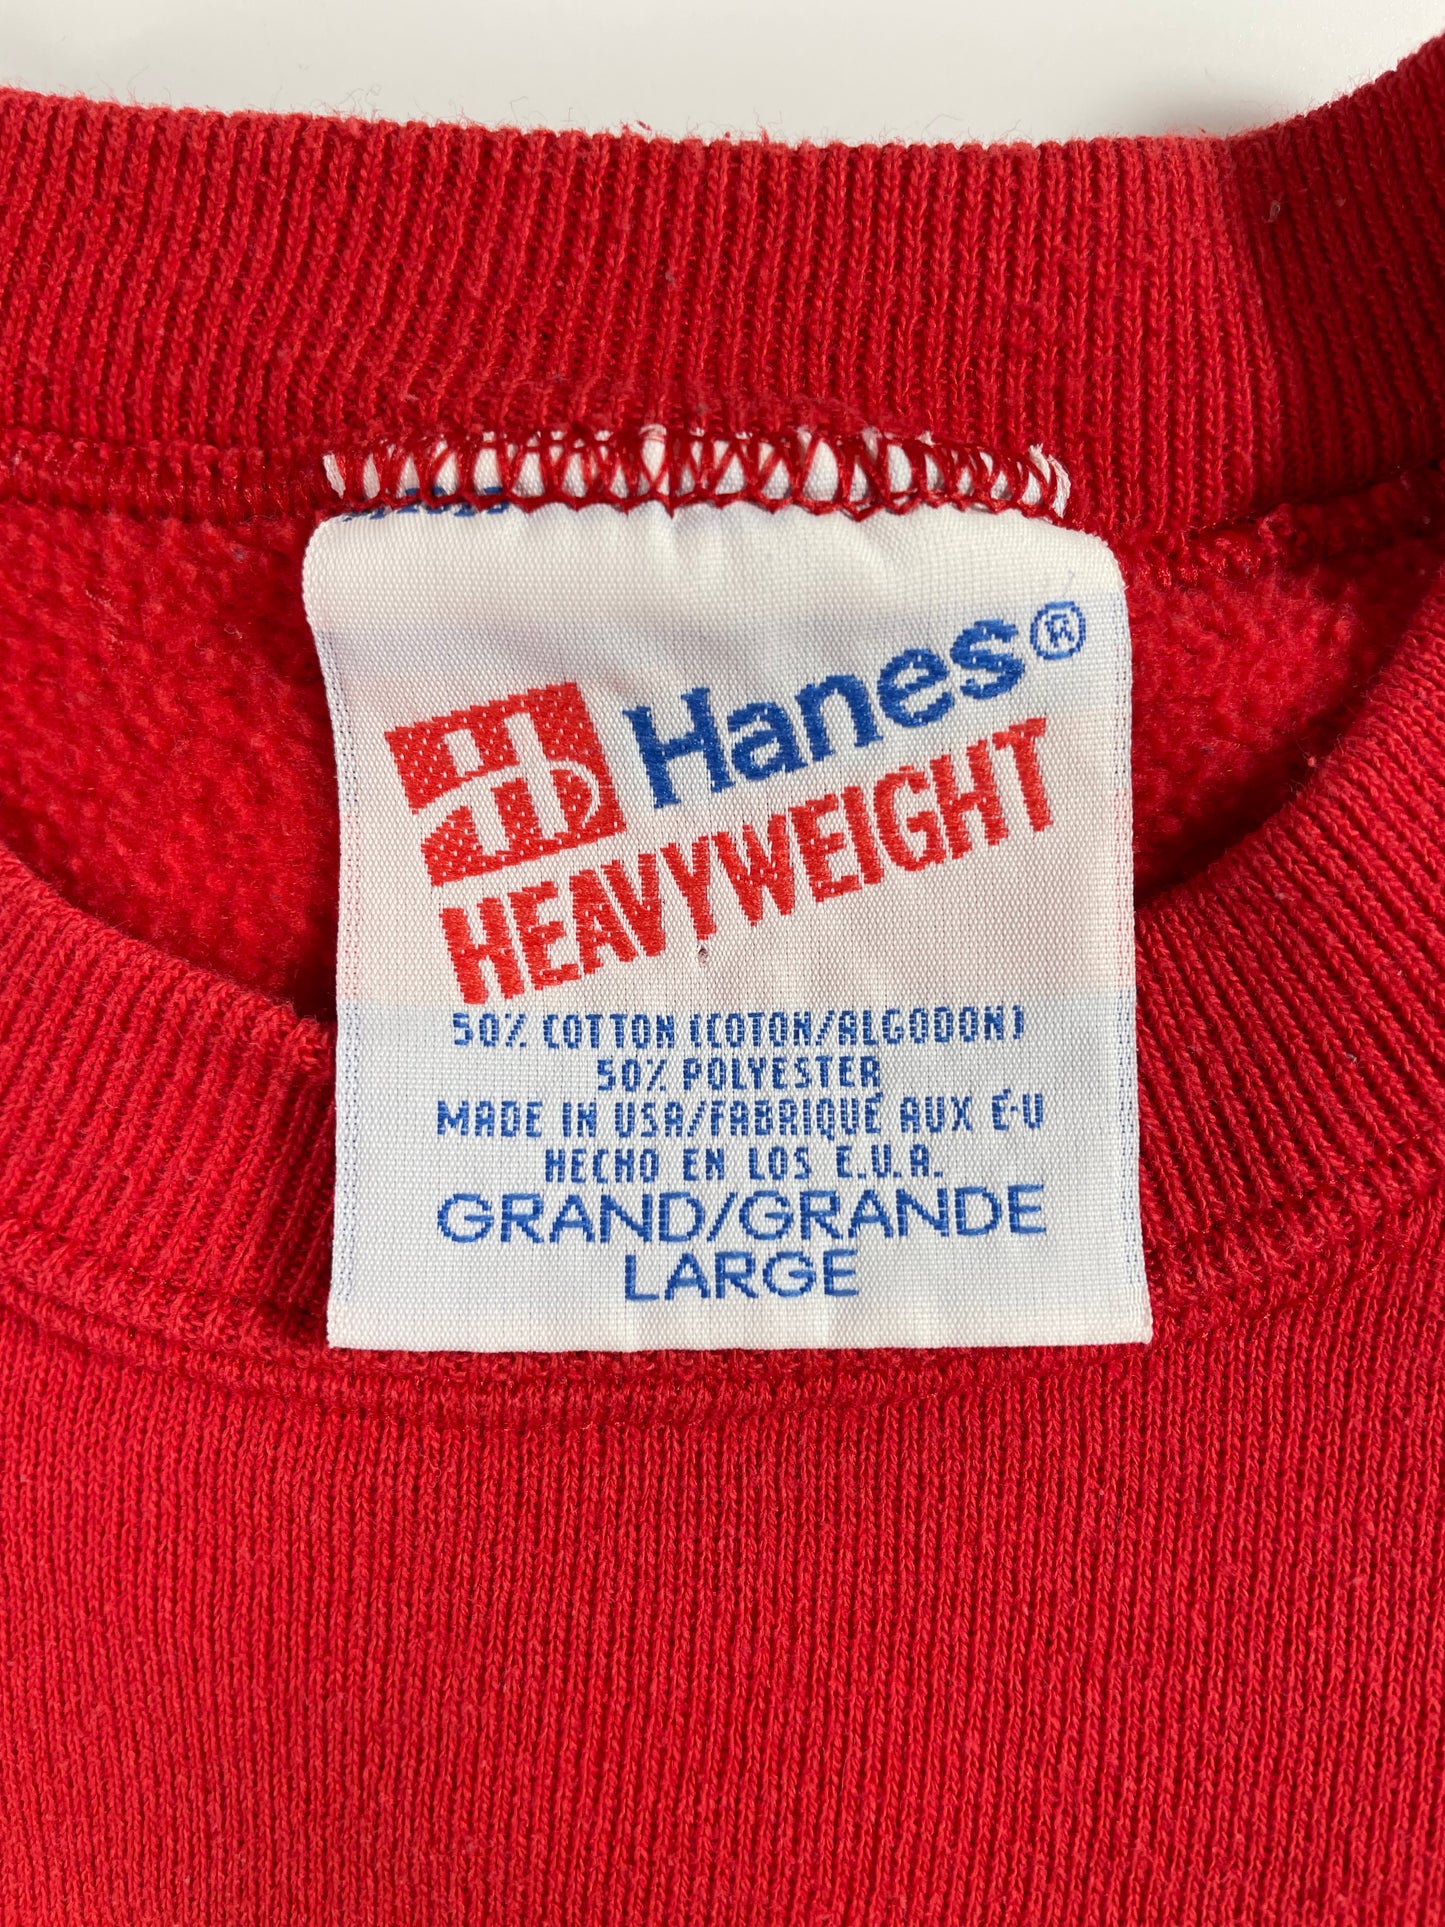 Hanes®
HEAVYWEIGHT
50% COTTON (COTON/ALGODON)
50% POLYESTER
MADE IN USA/FABRIQUÉ AUX É-U
HECHO EN LOS E.U.A.
GRAND/GRANDE
LARGE